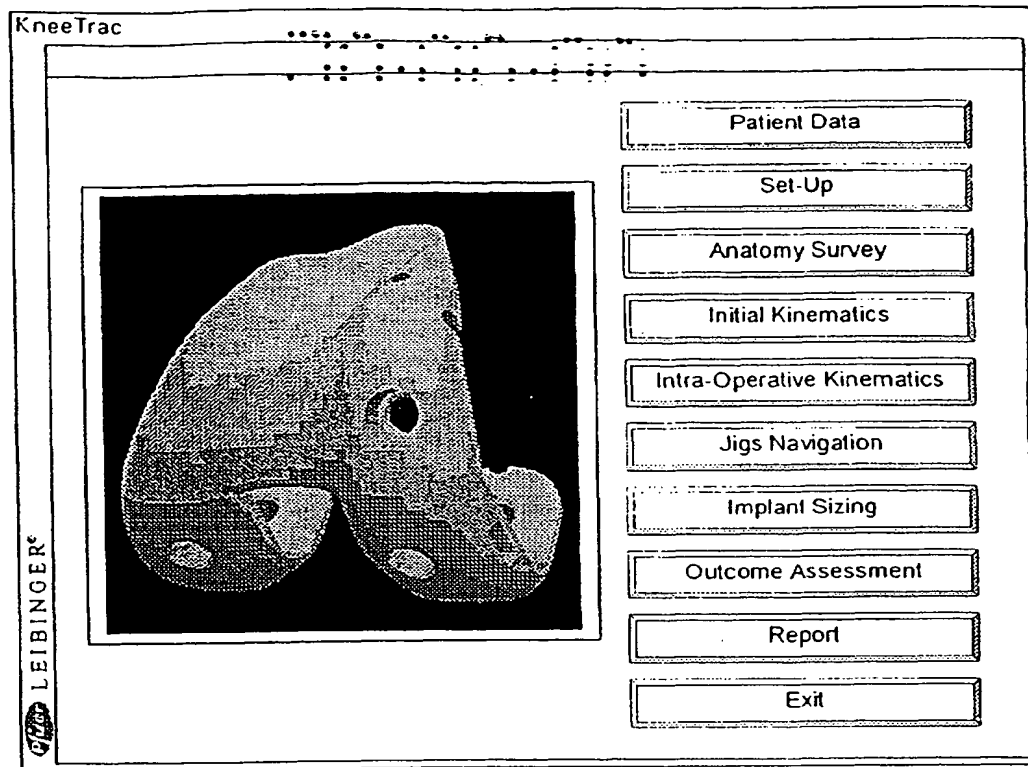 KneeTrac
Patient Data
Set-Up
Anatomy Survey
Initial Kinematics
Intra-Operative Kinematics
Jigs Navigation
Implant Sizing
Outcome Assessment
Report
Exit
LEIBINGER